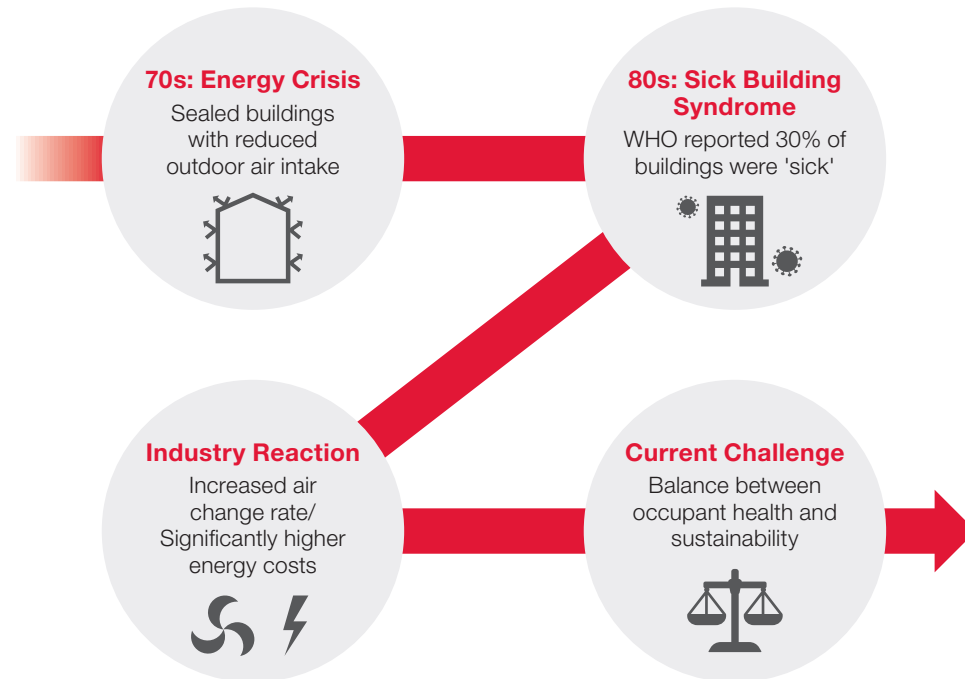 70s: Energy Crisis
Sealed buildings
with reduced
outdoor air intake
80s: Sick Building
Syndrome
WHO reported 30% of
buildings were 'sick'
Industry Reaction
Increased air
change rate/
Significantly higher
energy costs
Current Challenge
Balance between
occupant health and
sustainability